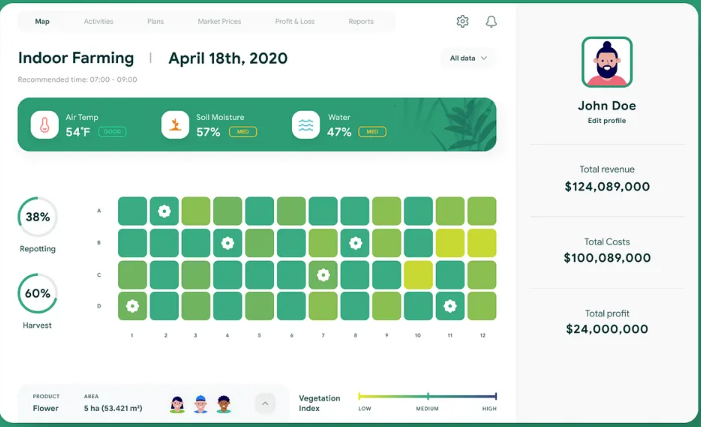 Map Activities Plans Market Prices Profit & Loss Reports
Indoor Farming | April 18th, 2020
All data
Recommended time: 07:00 - 09:00
Air Temp
54°F GOOD
Soil Moisture
57% MED
Water
47% MED
38%
Repotting
60%
Harvest
A
B
C
D
1 2 3 4 5 6 7 8 9 10 11 12
PRODUCT
Flower
AREA
5 ha (53.421 m²)
Vegetation
Index
LOW MEDIUM HIGH
John Doe
Edit profile
Total revenue
$124,089,000
Total Costs
$100,089,000
Total profit
$24,000,000